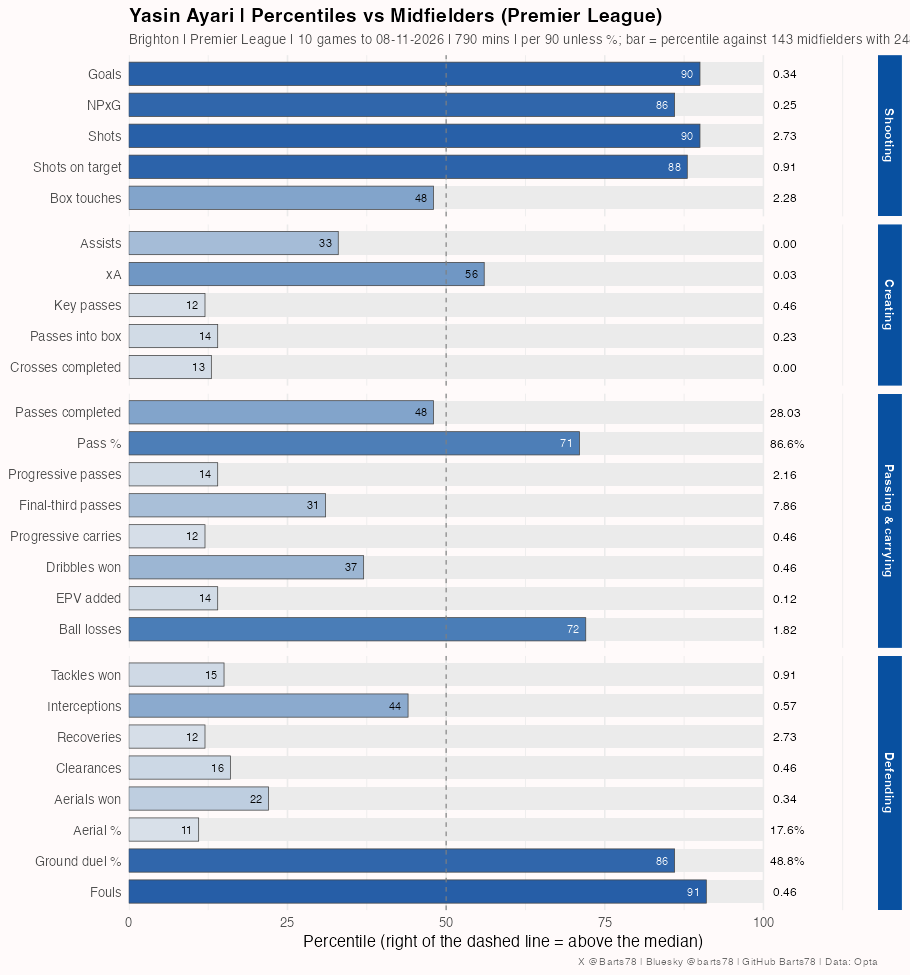 Yasin Ayari | Percentiles vs Midfielders (Premier League)
Brighton | Premier League | 10 games to 08-11-2026 | 790 mins | per 90 unless %; bar = percentile against 143 midfielders with 24
Goals 90 0.34
NPxG 86 0.25
Shots 90 2.73
Shots on target 88 0.91
Box touches 48 2.28
Shooting
Assists 33 0.00
xA 56 0.03
Key passes 12 0.46
Passes into box 14 0.23
Crosses completed 13 0.00
Creating
Passes completed 48 28.03
Pass % 71 86.6%
Progressive passes 14 2.16
Final-third passes 31 7.86
Progressive carries 12 0.46
Dribbles won 37 0.46
EPV added 14 0.12
Ball losses 72 1.82
Passing & carrying
Tackles won 15 0.91
Interceptions 44 0.57
Recoveries 12 2.73
Clearances 16 0.46
Aerials won 22 0.34
Aerial % 11 17.6%
Ground duel % 86 48.8%
Fouls 91 0.46
Defending
0 25 50 75 100
Percentile (right of the dashed line = above the median)
X @Barts78 | Bluesky @barts78 | GitHub Barts78 | Data: Opta